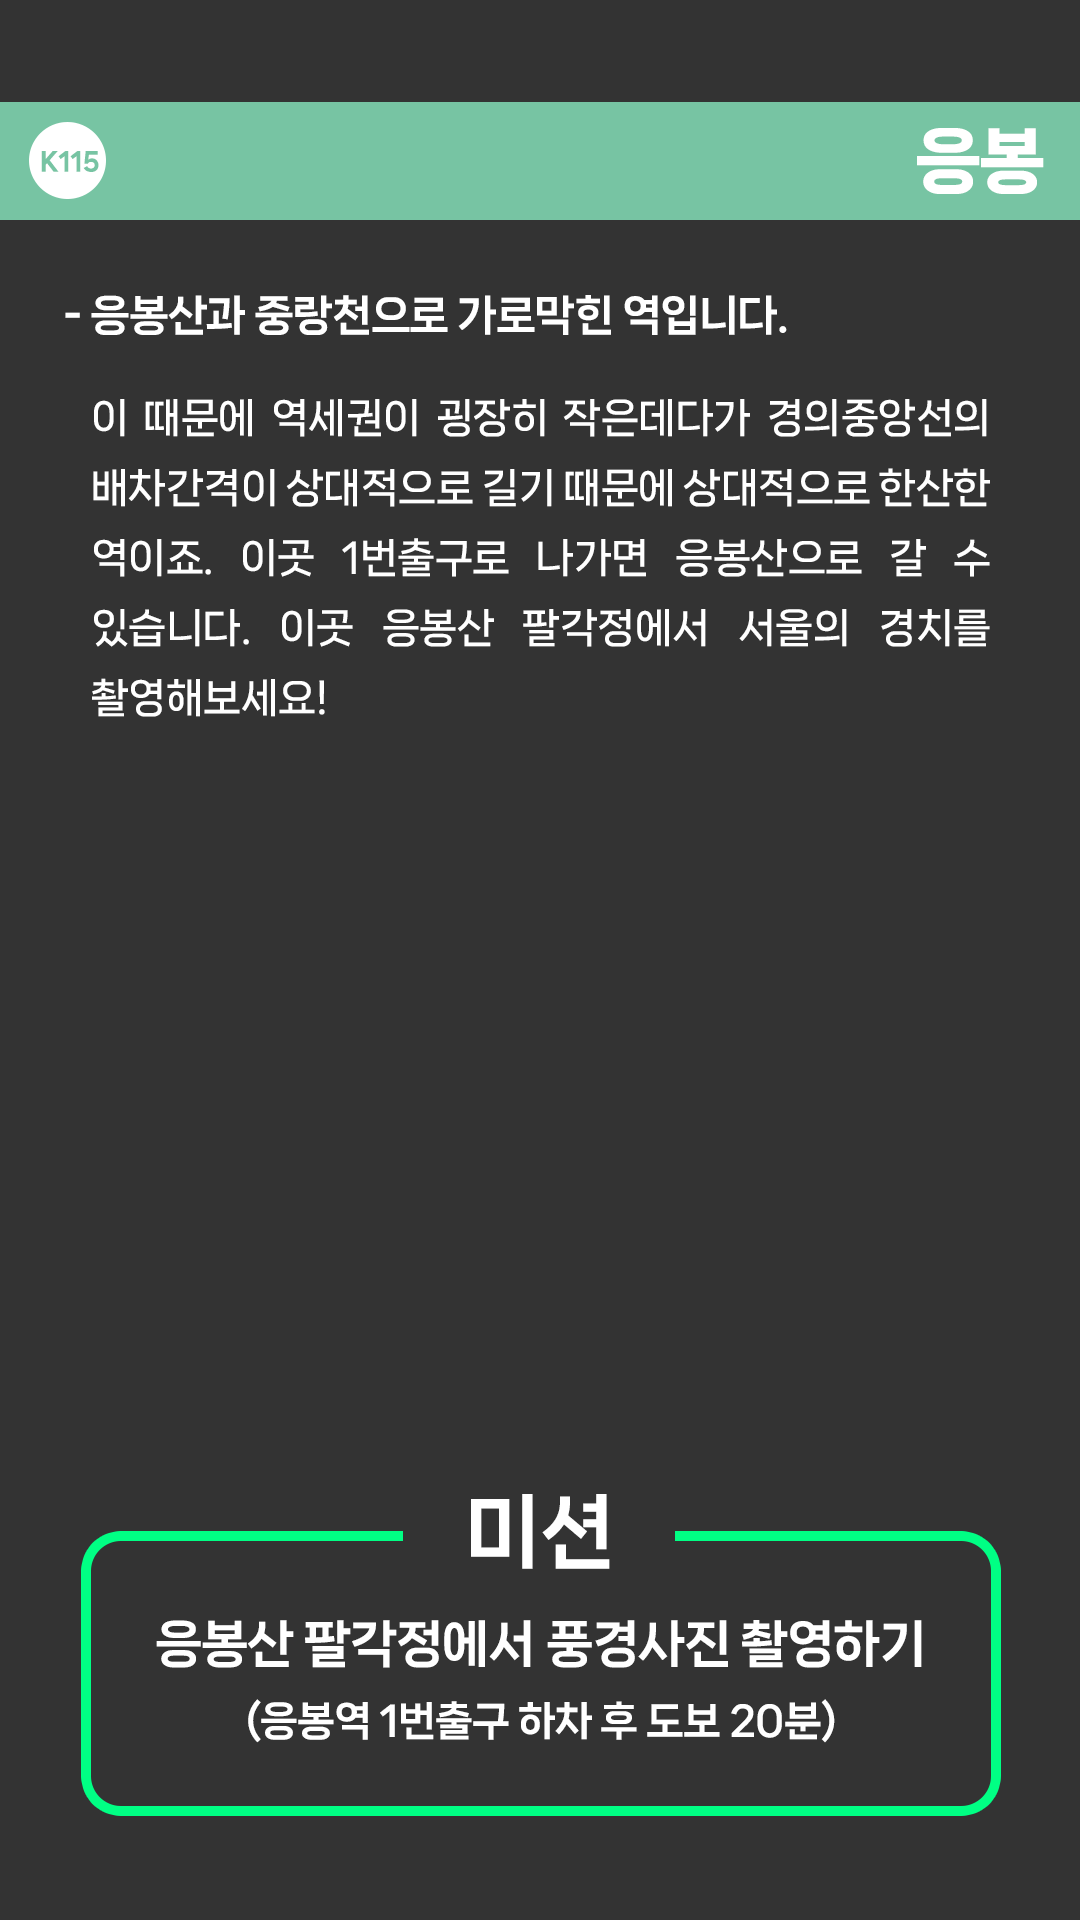 K115
응봉
- 응봉산과 중랑천으로 가로막힌 역입니다.
이 때문에 역세권이 굉장히 작은데다가 경의중앙선의
배차간격이 상대적으로 길기 때문에 상대적으로 한산한
역이죠. 이곳 1번출구로 나가면 응봉산으로 갈 수
있습니다. 이곳 응봉산 팔각정에서 서울의 경치를
촬영해보세요!
미션
응봉산 팔각정에서 풍경사진 촬영하기
(응봉역 1번출구 하차 후 도보 20분)